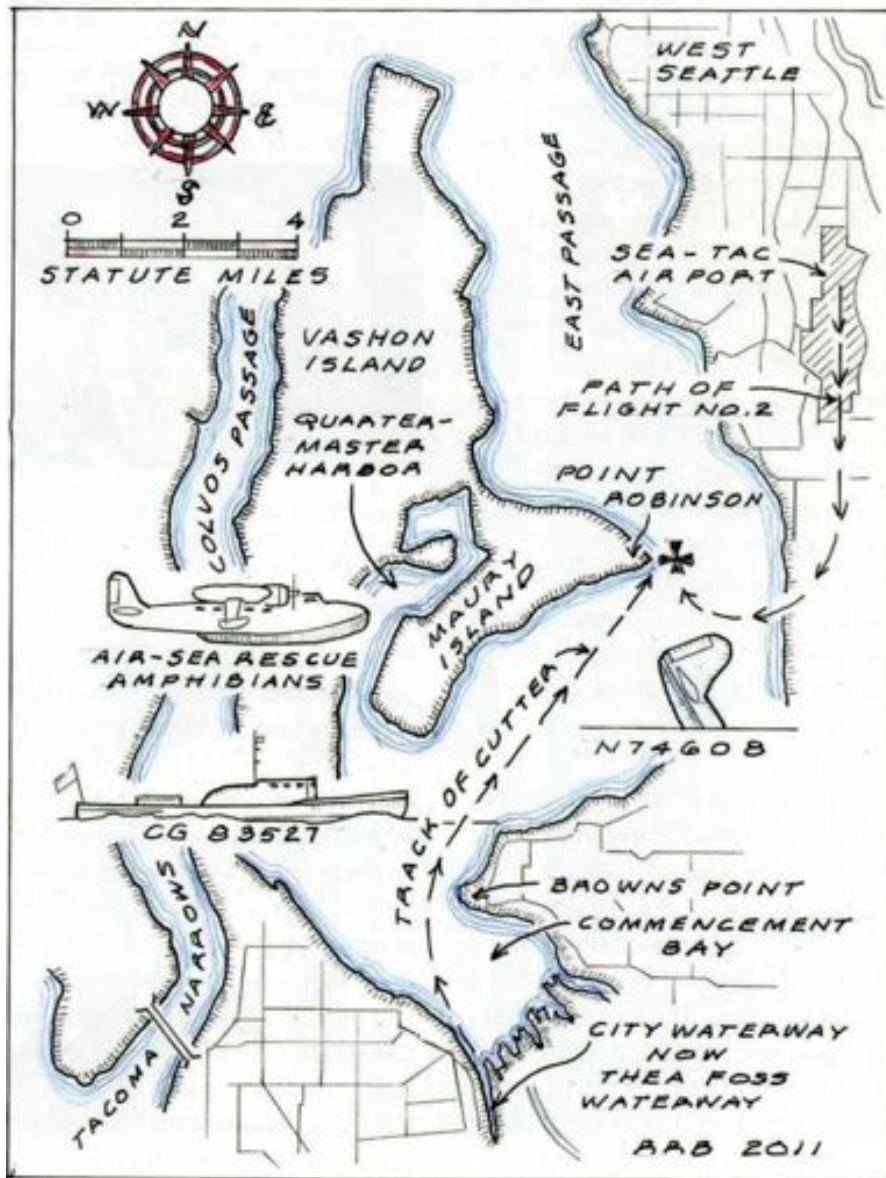 N
W
E
S
0 2 4
STATUTE MILES
WEST
SEATTLE
EAST PASSAGE
SEA-TAC
AIRPORT
COLVOS PASSAGE
VASHON
ISLAND
PATH OF
FLIGHT NO.2
QUARTER-
MASTER
HARBOR
POINT
ROBINSON
MAURY
ISLAND
AIR-SEA RESCUE
AMPHIBIANS
N74608
TRACK OF CUTTER
CG 83527
BROWNS POINT
COMMENCEMENT
BAY
TACOMA NARROWS
CITY WATERWAY
NOW
THEA FOSS
WATERWAY
RRB 2011